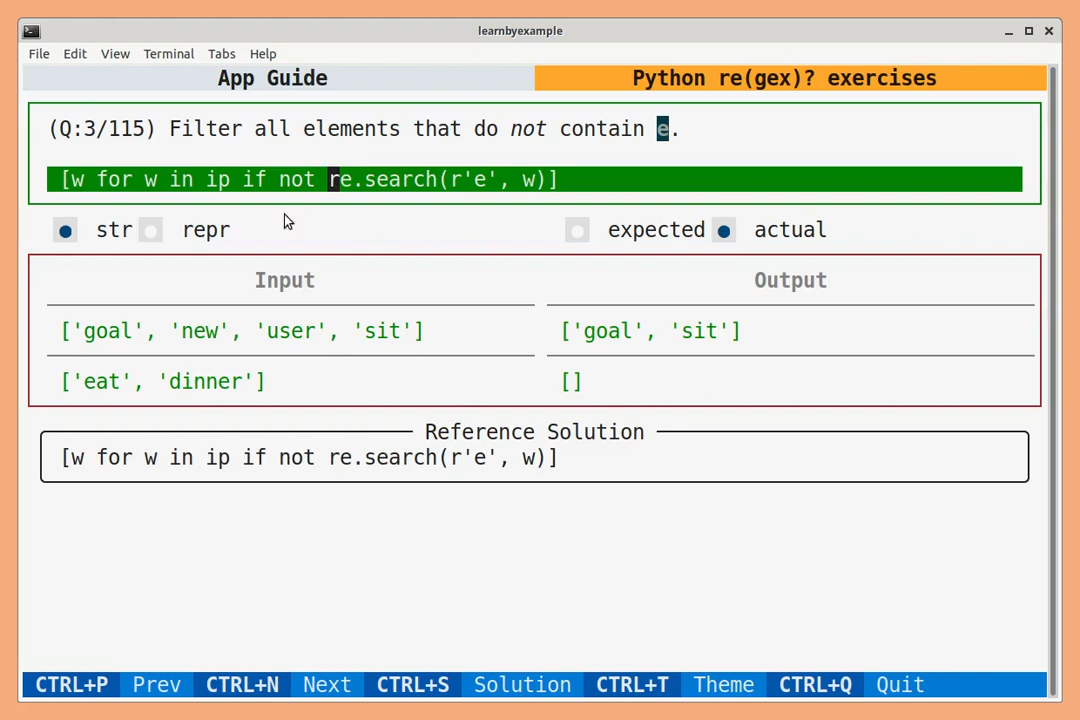 learnbyexample
File Edit View Terminal Tabs Help
App Guide Python re(gex)? exercises
(Q:3/115) Filter all elements that do not contain e.
[w for w in ip if not re.search(r'e', w)]
str repr expected actual
Input Output
['goal', 'new', 'user', 'sit'] ['goal', 'sit']
['eat', 'dinner'] []
Reference Solution
[w for w in ip if not re.search(r'e', w)]
CTRL+P Prev CTRL+N Next CTRL+S Solution CTRL+T Theme CTRL+Q Quit